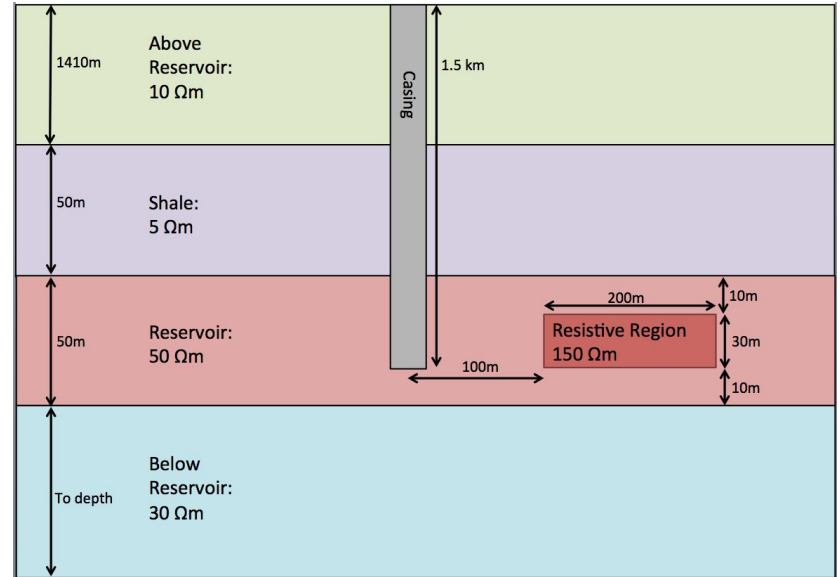 1410m
Above
Reservoir:
10 Ωm
Casing
1.5 km
50m
Shale:
5 Ωm
50m
Reservoir:
50 Ωm
100m
200m
Resistive Region
150 Ωm
10m
30m
10m
To depth
Below
Reservoir:
30 Ωm